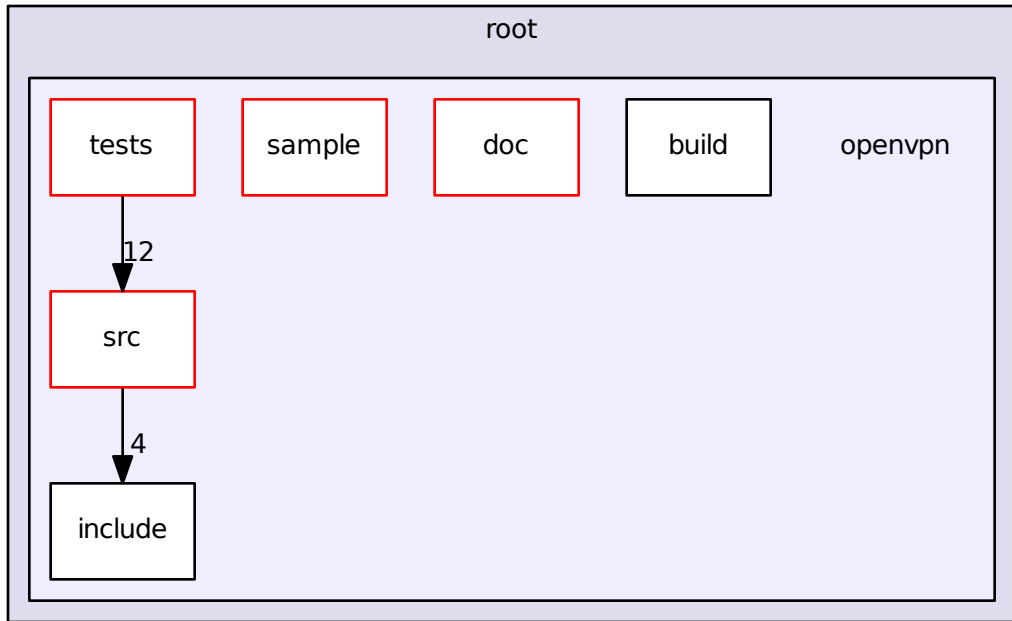 root
tests
sample
doc
build
openvpn
12
src
4
include